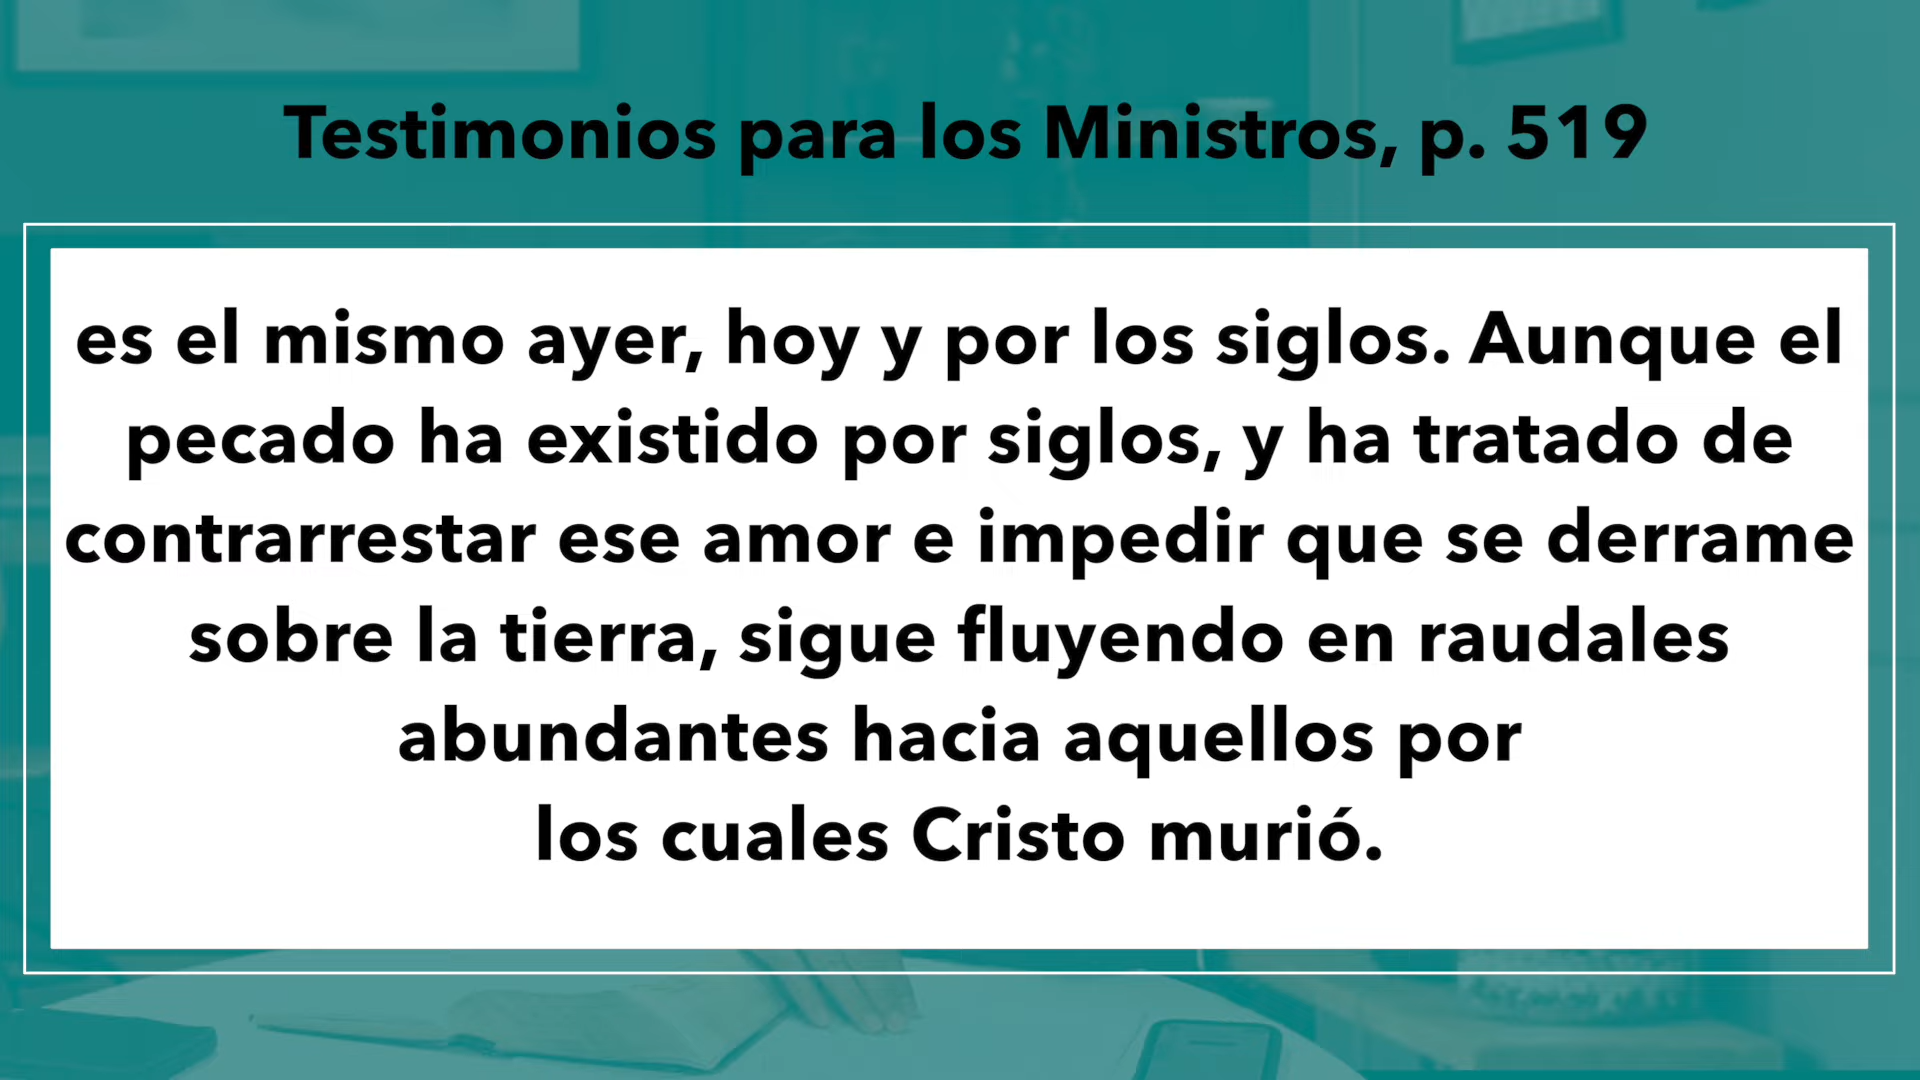 Testimonios para los Ministros, p. 519
es el mismo ayer, hoy y por los siglos. Aunque el
pecado ha existido por siglos, y ha tratado de
contrarrestar ese amor e impedir que se derrame
sobre la tierra, sigue fluyendo en raudales
abundantes hacia aquellos por
los cuales Cristo murió.